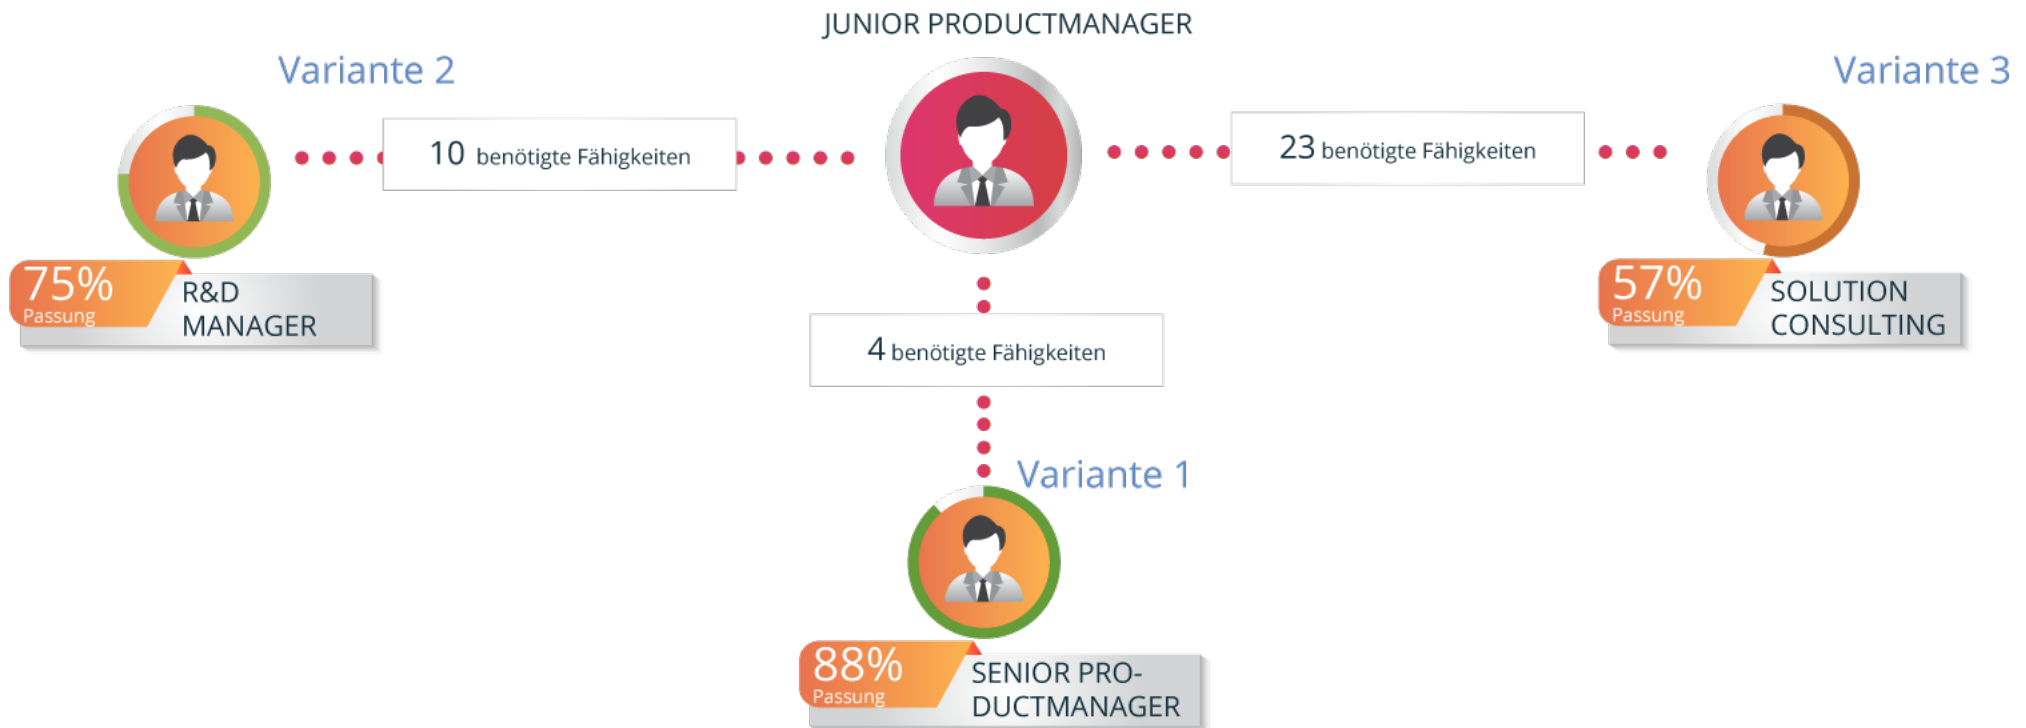 JUNIOR PRODUCTMANAGER
Variante 2
Variante 3
10 benötigte Fähigkeiten
23 benötigte Fähigkeiten
75%
Passung
R&D
MANAGER
57%
Passung
SOLUTION
CONSULTING
4 benötigte Fähigkeiten
Variante 1
88%
Passung
SENIOR PRO-
DUCTMANAGER